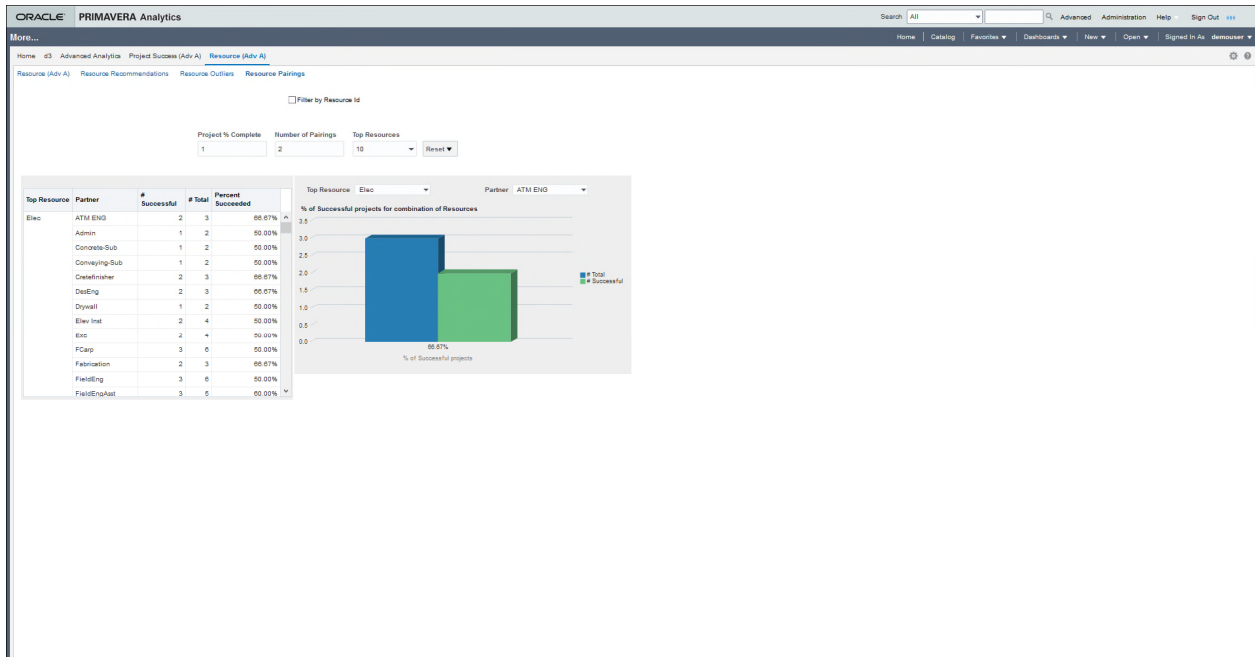 ORACLE PRIMAVERA Analytics Search All Advanced Administration Help Sign Out
More... Home Catalog Favorites Dashboards New Open Signed In As demouser
Home d3 Advanced Analytics Project Success (Adv A) Resource (Adv A)
Resource (Adv A) Resource Recommendations Resource Outliers Resource Pairings
Filter by Resource Id
Project % Complete Number of Pairings Top Resources
1 2 10 Reset
Top Resource Partner # Successful # Total Percent Succeeded
Elec ATM ENG 2 3 66.67%
Admin 1 2 50.00%
Concrete-Sub 1 2 50.00%
Conveying-Sub 1 2 50.00%
Cretefinisher 2 3 66.67%
DesEng 2 3 66.67%
Drywall 1 2 50.00%
Elev Inst 2 4 50.00%
Exc 2 4 50.00%
FCarp 3 6 50.00%
Fabrication 2 3 66.67%
FieldEng 3 6 50.00%
FieldEngAsst 3 5 60.00%
Top Resource Elec Partner ATM ENG
% of Successful projects for combination of Resources
3.5
3.0
2.5
2.0
1.5
1.0
0.5
0.0
# Total
# Successful
66.67%
% of Successful projects